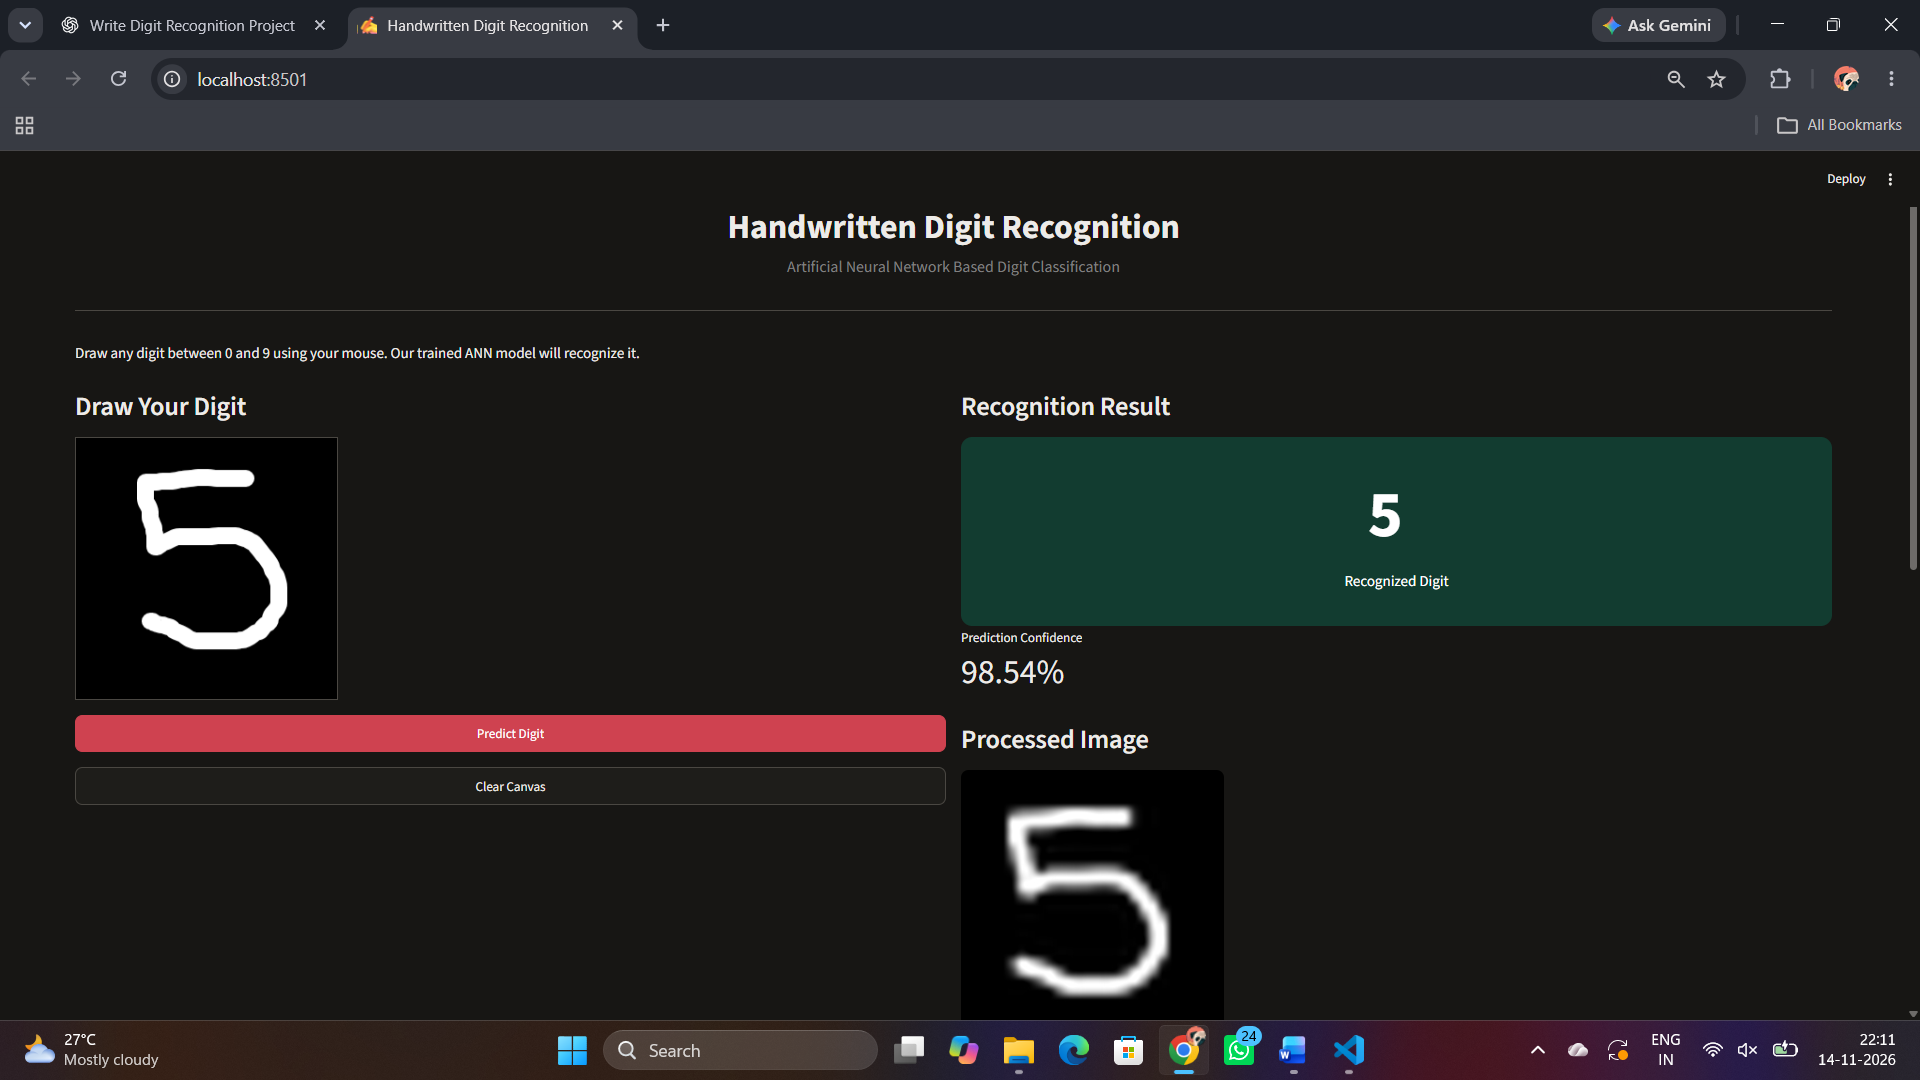 Write Digit Recognition Project
Handwritten Digit Recognition
Ask Gemini
localhost:8501
All Bookmarks
Deploy
Handwritten Digit Recognition
Artificial Neural Network Based Digit Classification
Draw any digit between 0 and 9 using your mouse. Our trained ANN model will recognize it.
Draw Your Digit
5
Predict Digit
Clear Canvas
Recognition Result
5
Recognized Digit
Prediction Confidence
98.54%
Processed Image
5
27°C
Mostly cloudy
Search
24
ENG
IN
22:11
14-11-2026